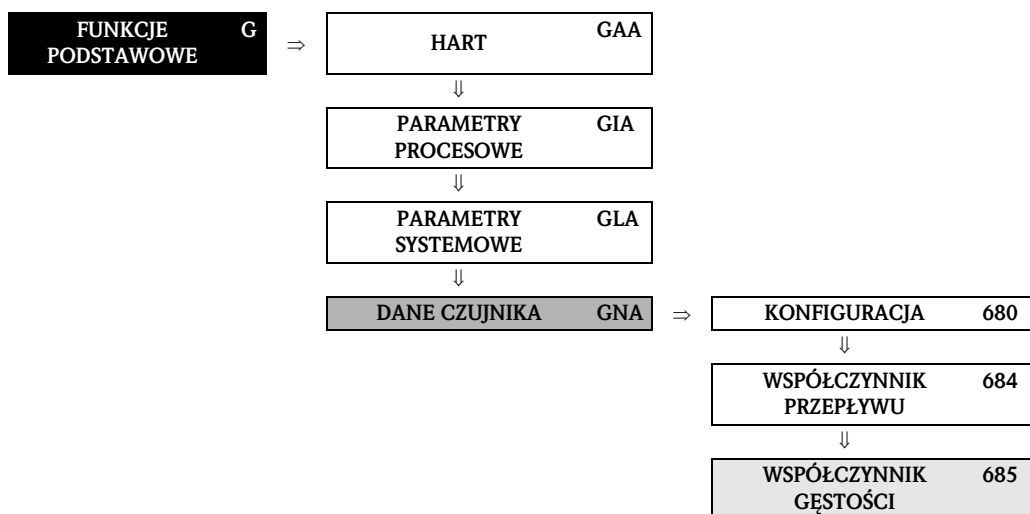 FUNKCJE PODSTAWOWE G ⇒ HART GAA
⇓
PARAMETRY PROCESOWE GIA
⇓
PARAMETRY SYSTEMOWE GLA
⇓
DANE CZUJNIKA GNA ⇒ KONFIGURACJA 680
⇓
WSPÓŁCZYNNIK PRZEPŁYWU 684
⇓
WSPÓŁCZYNNIK GĘSTOŚCI 685